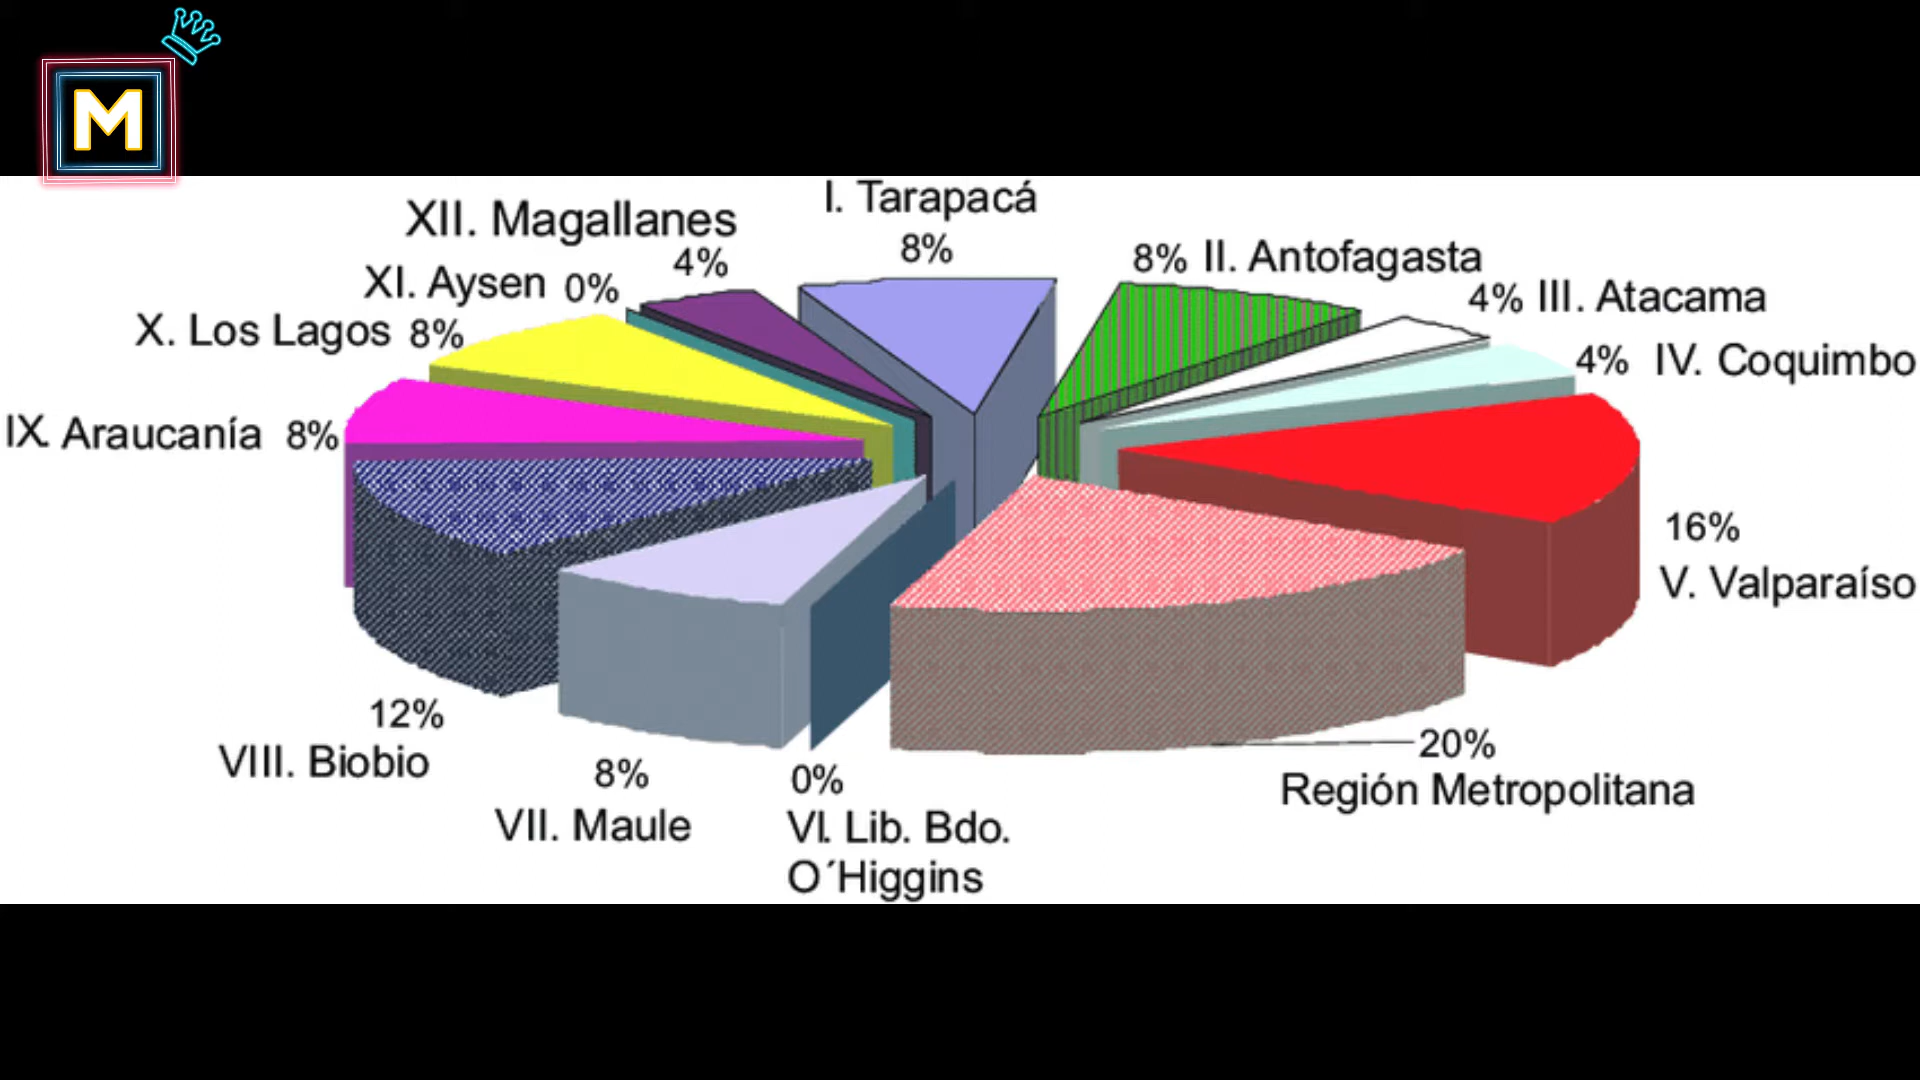 M
I. Tarapacá
8%
8% II. Antofagasta
4% III. Atacama
4% IV. Coquimbo
16%
V. Valparaíso
20%
Región Metropolitana
0%
VI. Lib. Bdo.
O´Higgins
8%
VII. Maule
12%
VIII. Biobio
IX. Araucanía 8%
X. Los Lagos 8%
XI. Aysen 0%
XII. Magallanes
4%